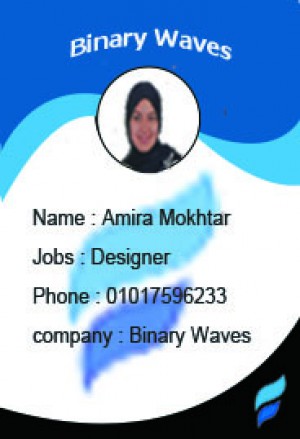 Binary Waves
Name : Amira Mokhtar
Jobs : Designer
Phone : 01017596233
company : Binary Waves